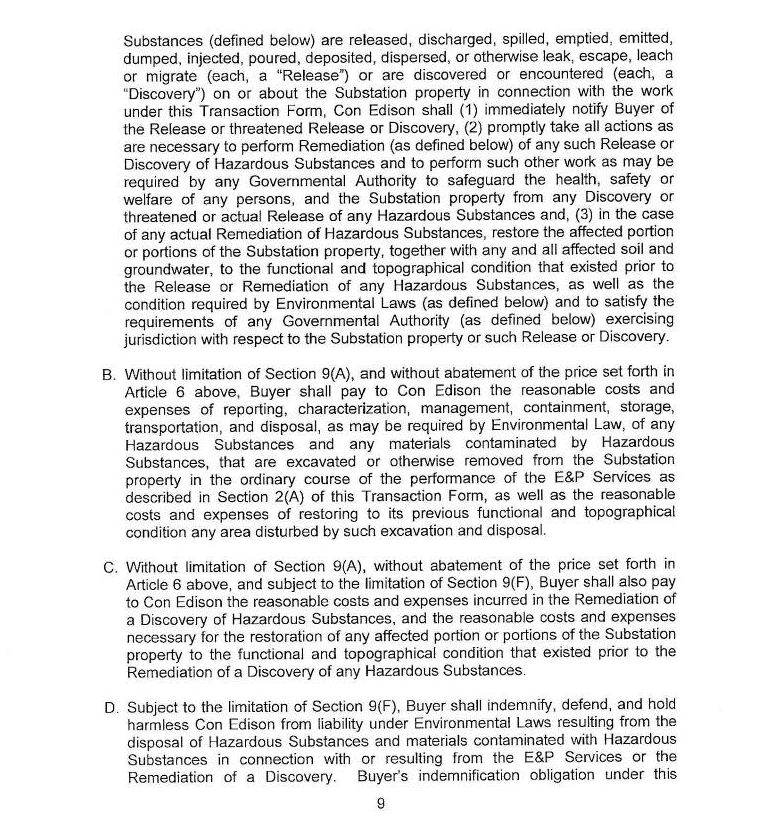 Substances (defined below) are released, discharged, spilled, emptied, emitted,
dumped, injected, poured, deposited, dispersed, or otherwise leak, escape, leach
or migrate (each, a “Release”) or are discovered or encountered (each, a
“Discovery”) on or about the Substation property in connection with the work
under this Transaction Form, Con Edison shall (1) immediately notify Buyer of
the Release or threatened Release or Discovery, (2) promptly take all actions as
are necessary to perform Remediation (as defined below) of any such Release or
Discovery of Hazardous Substances and to perform such other work as may be
required by any Governmental Authority to safeguard the health, safety or
welfare of any persons, and the Substation property from any Discovery or
threatened or actual Release of any Hazardous Substances and, (3) in the case
of any actual Remediation of Hazardous Substances, restore the affected portion
or portions of the Substation property, together with any and all affected soil and
groundwater, to the functional and topographical condition that existed prior to
the Release or Remediation of any Hazardous Substances, as well as the
condition required by Environmental Laws (as defined below) and to satisfy the
requirements of any Governmental Authority (as defined below) exercising
jurisdiction with respect to the Substation property or such Release or Discovery.
B. Without limitation of Section 9(A), and without abatement of the price set forth in
Article 6 above, Buyer shall pay to Con Edison the reasonable costs and
expenses of reporting, characterization, management, containment, storage,
transportation, and disposal, as may be required by Environmental Law, of any
Hazardous Substances and any materials contaminated by Hazardous
Substances, that are excavated or otherwise removed from the Substation
property in the ordinary course of the performance of the E&P Services as
described in Section 2(A) of this Transaction Form, as well as the reasonable
costs and expenses of restoring to its previous functional and topographical
condition any area disturbed by such excavation and disposal.
C. Without limitation of Section 9(A), without abatement of the price set forth in
Article 6 above, and subject to the limitation of Section 9(F), Buyer shall also pay
to Con Edison the reasonable costs and expenses incurred in the Remediation of
a Discovery of Hazardous Substances, and the reasonable costs and expenses
necessary for the restoration of any affected portion or portions of the Substation
property to the functional and topographical condition that existed prior to the
Remediation of a Discovery of any Hazardous Substances.
D. Subject to the limitation of Section 9(F), Buyer shall indemnify, defend, and hold
harmless Con Edison from liability under Environmental Laws resulting from the
disposal of Hazardous Substances and materials contaminated with Hazardous
Substances in connection with or resulting from the E&P Services or the
Remediation of a Discovery. Buyer's indemnification obligation under this
9